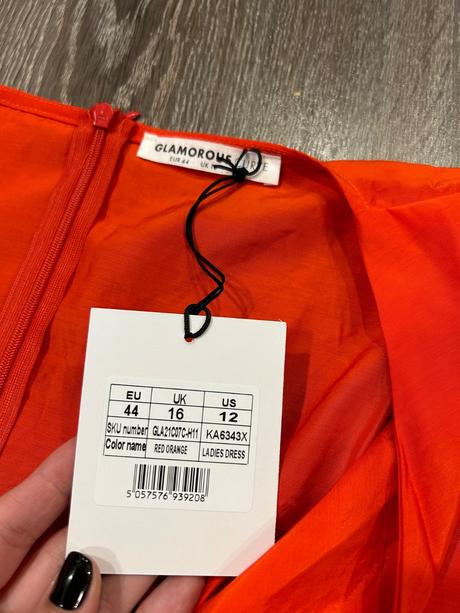 GLAMOROUS
EUR 44 UK
EU UK US
44 16 12
SKU number GLA21C07C-H11 KA6343X
Color name RED ORANGE LADIES DRESS
5 057576 939208